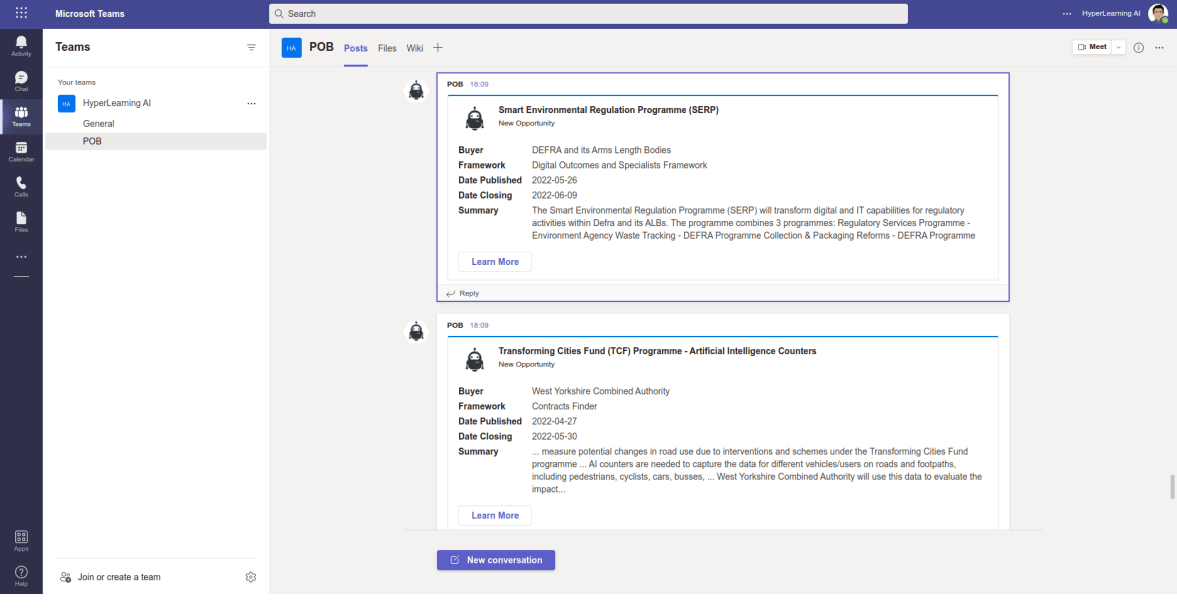 Microsoft Teams
Search
HyperLearning AI
Activity
Chat
Teams
Calendar
Calls
Files
Apps
Help
Teams
Your teams
HA HyperLearning AI
General
POB
Join or create a team
HA POB Posts Files Wiki
Meet
POB 18:09
Smart Environmental Regulation Programme (SERP)
New Opportunity
Buyer DEFRA and its Arms Length Bodies
Framework Digital Outcomes and Specialists Framework
Date Published 2022-05-26
Date Closing 2022-06-09
Summary The Smart Environmental Regulation Programme (SERP) will transform digital and IT capabilities for regulatory
activities within Defra and its ALBs. The programme combines 3 programmes: Regulatory Services Programme -
Environment Agency Waste Tracking - DEFRA Programme Collection & Packaging Reforms - DEFRA Programme
Learn More
Reply
POB 18:09
Transforming Cities Fund (TCF) Programme - Artificial Intelligence Counters
New Opportunity
Buyer West Yorkshire Combined Authority
Framework Contracts Finder
Date Published 2022-04-27
Date Closing 2022-05-30
Summary ... measure potential changes in road use due to interventions and schemes under the Transforming Cities Fund
programme ... AI counters are needed to capture the data for different vehicles/users on roads and footpaths,
including pedestrians, cyclists, cars, busses, ... West Yorkshire Combined Authority will use this data to evaluate the
impact...
Learn More
New conversation